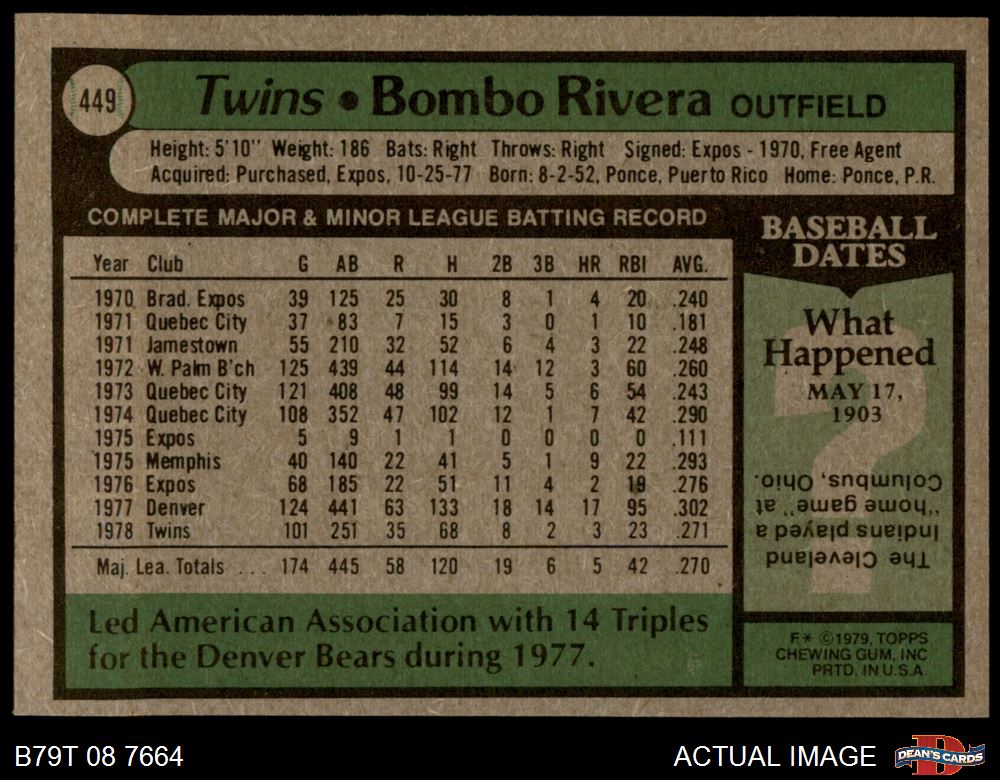 449
Twins • Bombo Rivera OUTFIELD
Height: 5'10" Weight: 186 Bats: Right Throws: Right Signed: Expos - 1970, Free Agent
Acquired: Purchased, Expos, 10-25-77 Born: 8-2-52, Ponce, Puerto Rico Home: Ponce, P.R.
COMPLETE MAJOR & MINOR LEAGUE BATTING RECORD
Year Club G AB R H 2B 3B HR RBI AVG.
1970 Brad. Expos 39 125 25 30 8 1 4 20 .240
1971 Quebec City 37 83 7 15 3 0 1 10 .181
1971 Jamestown 55 210 32 52 6 4 3 22 .248
1972 W. Palm B'ch 125 439 44 114 14 12 3 60 .260
1973 Quebec City 121 408 48 99 14 5 6 54 .243
1974 Quebec City 108 352 47 102 12 1 7 42 .290
1975 Expos 5 9 1 1 0 0 0 0 .111
1975 Memphis 40 140 22 41 5 1 9 22 .293
1976 Expos 68 185 22 51 11 4 2 19 .276
1977 Denver 124 441 63 133 18 14 17 95 .302
1978 Twins 101 251 35 68 8 2 3 23 .271
Maj. Lea. Totals ... 174 445 58 120 19 6 5 42 .270
Led American Association with 14 Triples
for the Denver Bears during 1977.
BASEBALL
DATES
What
Happened
MAY 17,
1903
The Cleveland
Indians played a
"home game" at
Columbus, Ohio.
F* ©1979, TOPPS
CHEWING GUM, INC
PRTD. IN U.S.A.
B79T 08 7664
ACTUAL IMAGE
D
DEAN'S CARDS